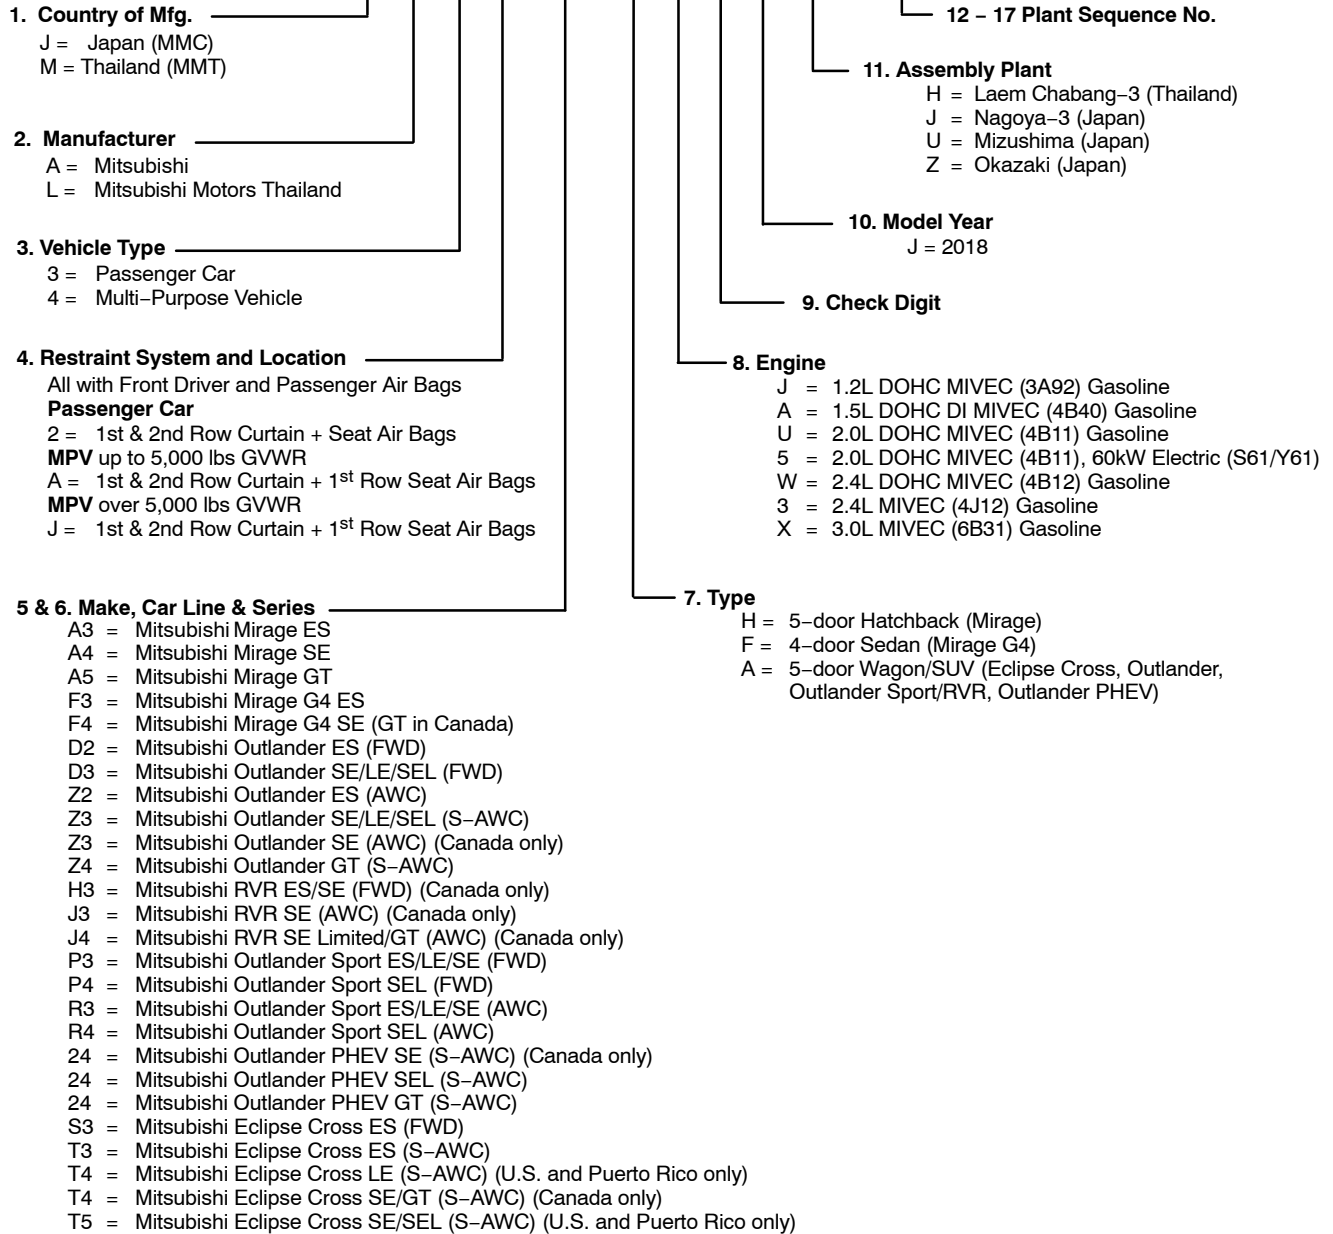 1. Country of Mfg.
J = Japan (MMC)
M = Thailand (MMT)
2. Manufacturer
A = Mitsubishi
L = Mitsubishi Motors Thailand
3. Vehicle Type
3 = Passenger Car
4 = Multi−Purpose Vehicle
4. Restraint System and Location
All with Front Driver and Passenger Air Bags
Passenger Car
2 = 1st & 2nd Row Curtain + Seat Air Bags
MPV up to 5,000 lbs GVWR
A = 1st & 2nd Row Curtain + 1st Row Seat Air Bags
MPV over 5,000 lbs GVWR
J = 1st & 2nd Row Curtain + 1st Row Seat Air Bags
5 & 6. Make, Car Line & Series
A3 = Mitsubishi Mirage ES
A4 = Mitsubishi Mirage SE
A5 = Mitsubishi Mirage GT
F3 = Mitsubishi Mirage G4 ES
F4 = Mitsubishi Mirage G4 SE (GT in Canada)
D2 = Mitsubishi Outlander ES (FWD)
D3 = Mitsubishi Outlander SE/LE/SEL (FWD)
Z2 = Mitsubishi Outlander ES (AWC)
Z3 = Mitsubishi Outlander SE/LE/SEL (S−AWC)
Z3 = Mitsubishi Outlander SE (AWC) (Canada only)
Z4 = Mitsubishi Outlander GT (S−AWC)
H3 = Mitsubishi RVR ES/SE (FWD) (Canada only)
J3 = Mitsubishi RVR SE (AWC) (Canada only)
J4 = Mitsubishi RVR SE Limited/GT (AWC) (Canada only)
P3 = Mitsubishi Outlander Sport ES/LE/SE (FWD)
P4 = Mitsubishi Outlander Sport SEL (FWD)
R3 = Mitsubishi Outlander Sport ES/LE/SE (AWC)
R4 = Mitsubishi Outlander Sport SEL (AWC)
24 = Mitsubishi Outlander PHEV SE (S−AWC) (Canada only)
24 = Mitsubishi Outlander PHEV SEL (S−AWC)
24 = Mitsubishi Outlander PHEV GT (S−AWC)
S3 = Mitsubishi Eclipse Cross ES (FWD)
T3 = Mitsubishi Eclipse Cross ES (S−AWC)
T4 = Mitsubishi Eclipse Cross LE (S−AWC) (U.S. and Puerto Rico only)
T4 = Mitsubishi Eclipse Cross SE/GT (S−AWC) (Canada only)
T5 = Mitsubishi Eclipse Cross SE/SEL (S−AWC) (U.S. and Puerto Rico only)
12 − 17 Plant Sequence No.
11. Assembly Plant
H = Laem Chabang−3 (Thailand)
J = Nagoya−3 (Japan)
U = Mizushima (Japan)
Z = Okazaki (Japan)
10. Model Year
J = 2018
9. Check Digit
8. Engine
J = 1.2L DOHC MIVEC (3A92) Gasoline
A = 1.5L DOHC DI MIVEC (4B40) Gasoline
U = 2.0L DOHC MIVEC (4B11) Gasoline
5 = 2.0L DOHC MIVEC (4B11), 60kW Electric (S61/Y61)
W = 2.4L DOHC MIVEC (4B12) Gasoline
3 = 2.4L MIVEC (4J12) Gasoline
X = 3.0L MIVEC (6B31) Gasoline
7. Type
H = 5−door Hatchback (Mirage)
F = 4−door Sedan (Mirage G4)
A = 5−door Wagon/SUV (Eclipse Cross, Outlander,
Outlander Sport/RVR, Outlander PHEV)